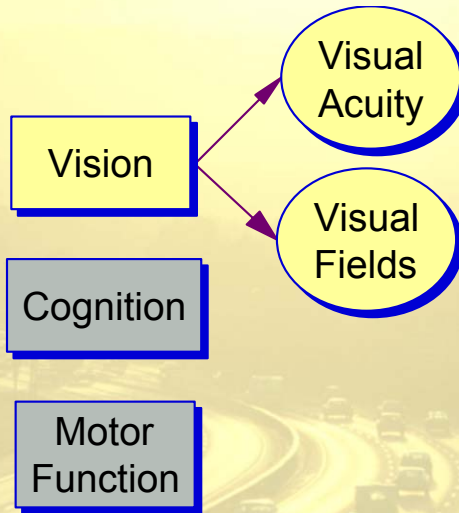 Visual
Acuity
Vision
Visual
Fields
Cognition
Motor
Function